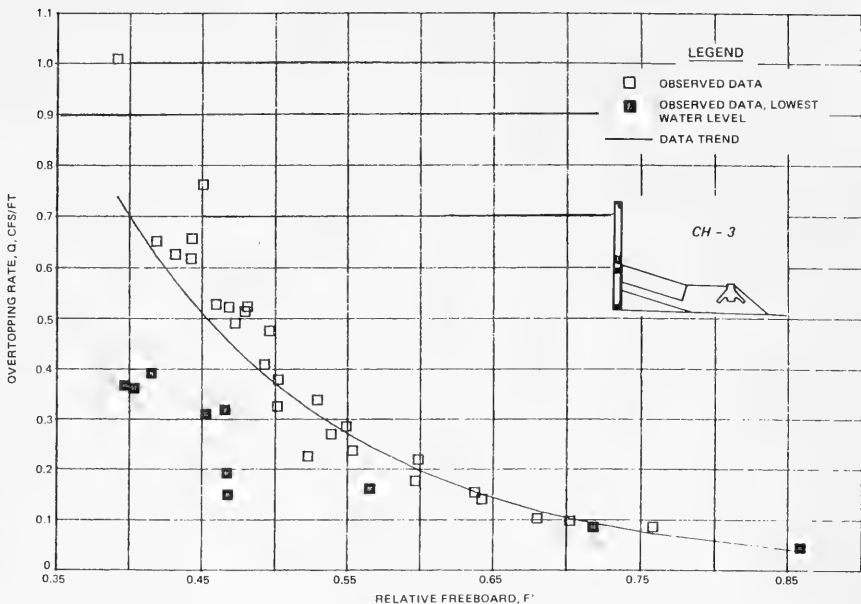 1.1
1.0
0.9
0.8
0.7
0.6
0.5
0.4
0.3
0.2
0.1
0
OVERTOPPING RATE, Q, CFS/FT
LEGEND
OBSERVED DATA
OBSERVED DATA, LOWEST
WATER LEVEL
DATA TREND
CH - 3
0.35 0.45 0.55 0.65 0.75 0.85
RELATIVE FREEBOARD, F'